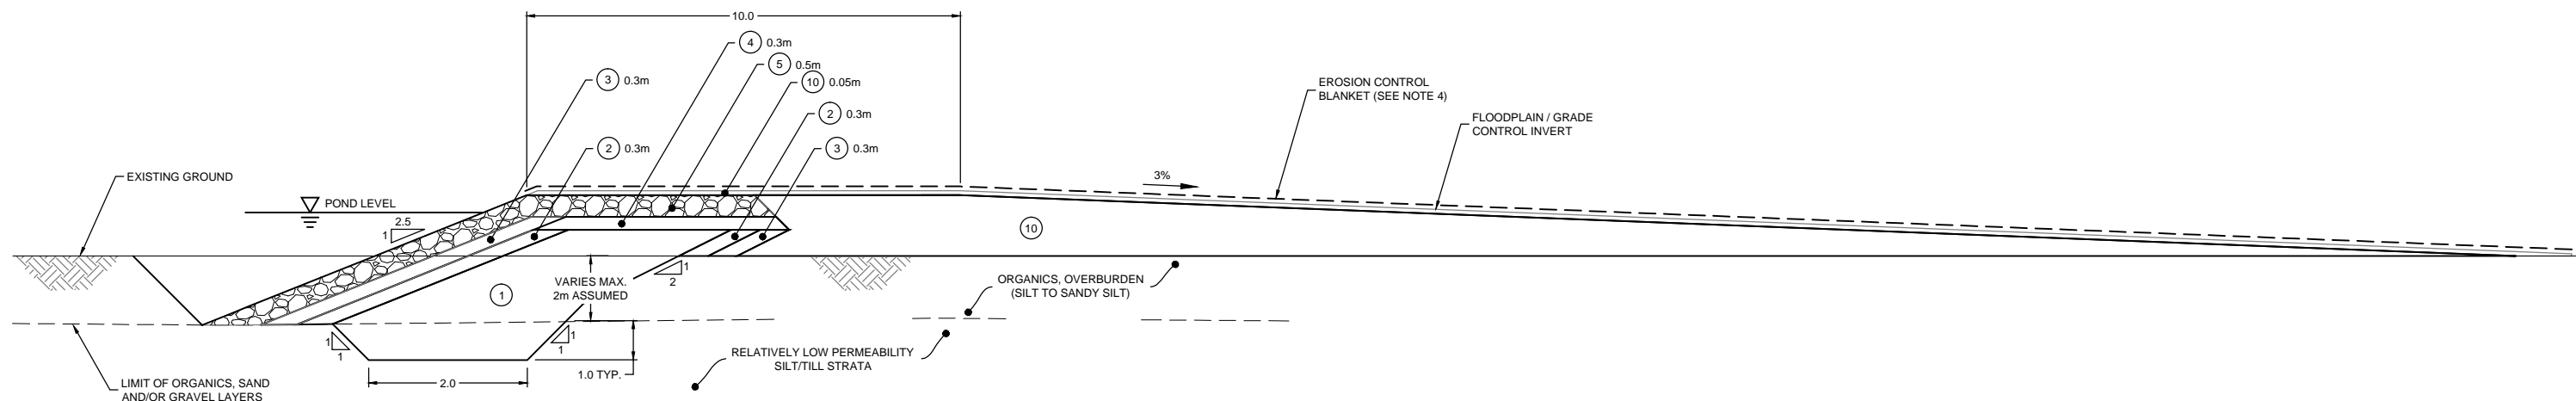 10.0
4 0.3m
5 0.5m
3 0.3m
10 0.05m
EROSION CONTROL
BLANKET (SEE NOTE 4)
2 0.3m
FLOODPLAIN / GRADE
CONTROL INVERT
2 0.3m
3 0.3m
EXISTING GROUND
3%
POND LEVEL
2.5
1
10
1
2
VARIES MAX.
2m ASSUMED
ORGANICS, OVERBURDEN
(SILT TO SANDY SILT)
1
1
1
1
1
RELATIVELY LOW PERMEABILITY
SILT/TILL STRATA
1.0 TYP.
2.0
LIMIT OF ORGANICS, SAND
AND/OR GRAVEL LAYERS